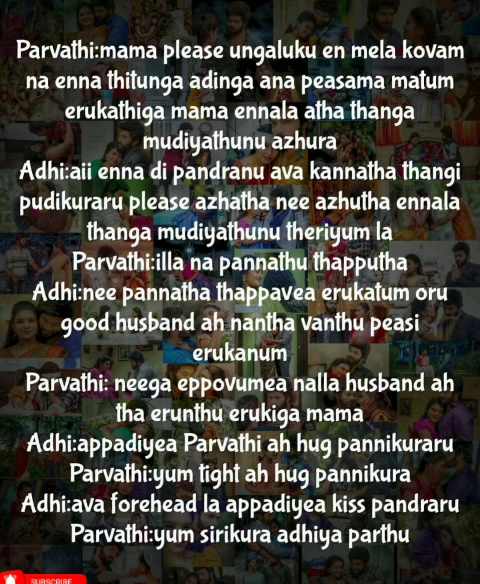 Parvathi:mama please ungaluku en mela kovam
na enna thitunga adinga ana peasama matum
erukathiga mama ennala atha thanga
mudiyathunu azhura
Adhi:aii enna di pandranu ava kannatha thangi
pudikuraru please azhatha nee azhutha ennala
thanga mudiyathunu theriyum la
Parvathi:illa na pannathu thapputha
Adhi:nee pannatha thappavea erukatum oru
good husband ah nantha vanthu peasi
erukanum
Parvathi: neega eppovumea nalla husband ah
tha erunthu erukiga mama
Adhi:appadiyea Parvathi ah hug pannikuraru
Parvathi:yum tight ah hug pannikura
Adhi:ava forehead la appadiyea kiss pandraru
Parvathi:yum sirikura adhiya parthu
SUBSCRIBE